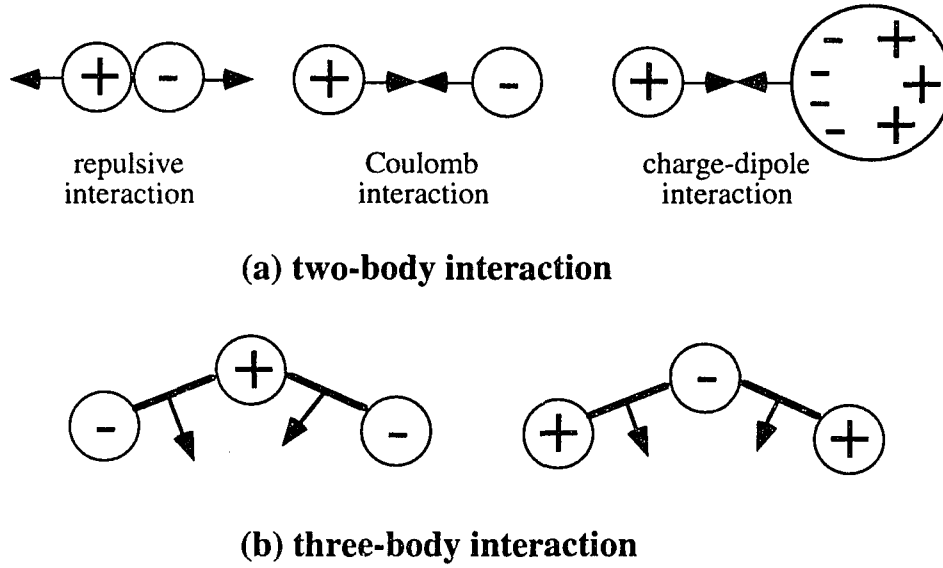 + - + - + - + - + - + - +
repulsive interaction
Coulomb interaction
charge-dipole interaction
(a) two-body interaction
- + - + - +
(b) three-body interaction